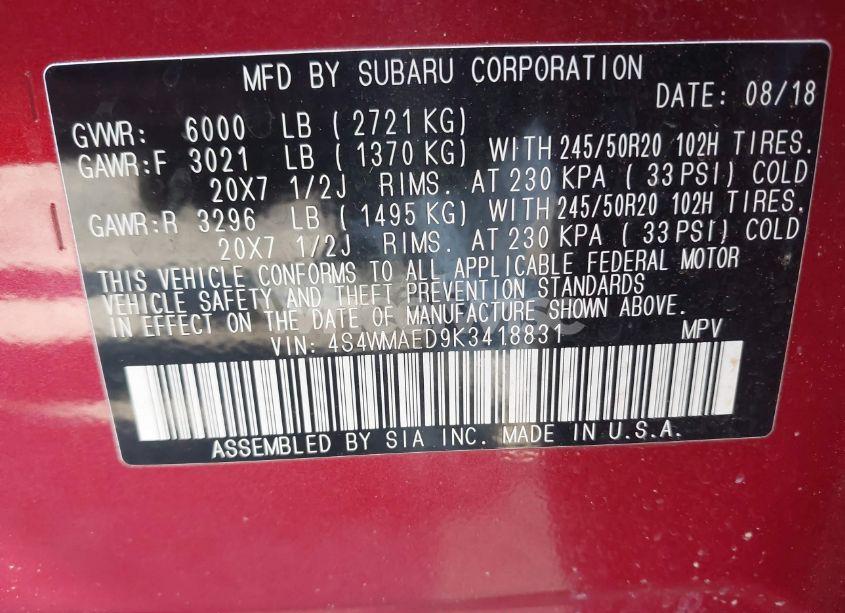 MFD BY SUBARU CORPORATION
DATE: 08/18
GVWR: 6000 LB ( 2721 KG)
GAWR:F 3021 LB ( 1370 KG) WITH 245/50R20 102H TIRES.
20X7 1/2J RIMS. AT 230 KPA ( 33 PSI) COLD
GAWR:R 3296 LB ( 1495 KG) WITH 245/50R20 102H TIRES.
20X7 1/2J RIMS. AT 230 KPA ( 33 PSI) COLD
THIS VEHICLE CONFORMS TO ALL APPLICABLE FEDERAL MOTOR
VEHICLE SAFETY AND THEFT PREVENTION STANDARDS
IN EFFECT ON THE DATE OF MANUFACTURE SHOWN ABOVE.
VIN: 4S4WMAED9K3418831 MPV
ASSEMBLED BY SIA INC. MADE IN U.S.A.